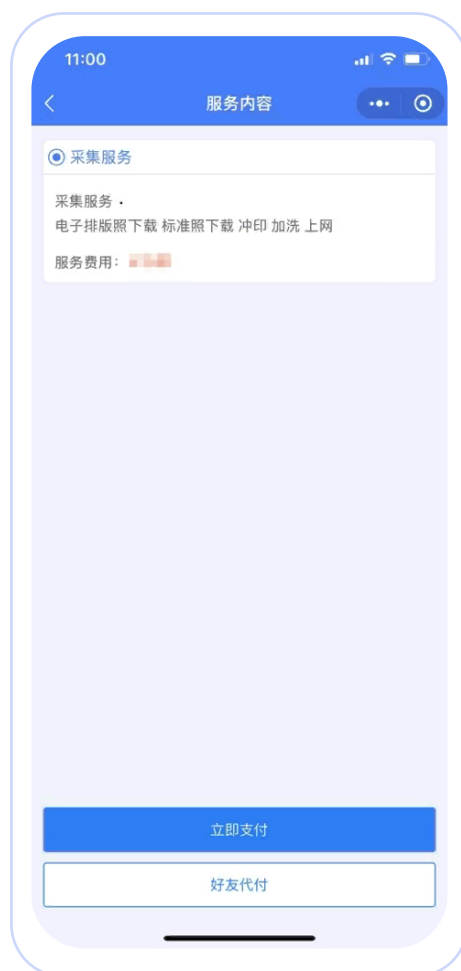 11:00
服务内容
采集服务
采集服务 ·
电子排版照下载 标准照下载 冲印 加洗 上网
服务费用：
立即支付
好友代付